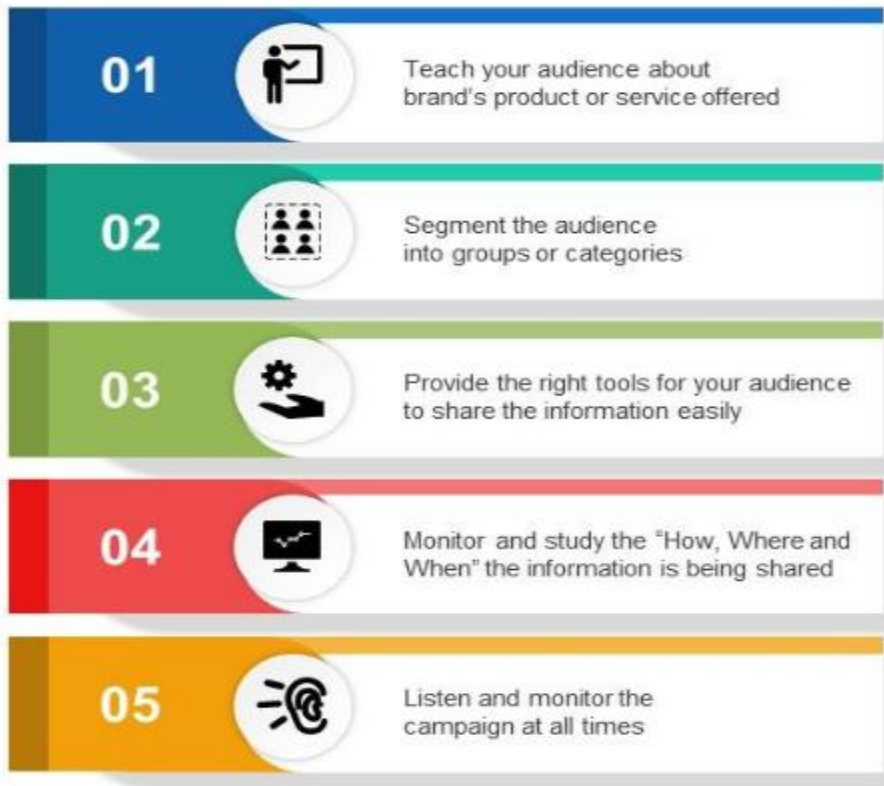 01
Teach your audience about
brand's product or service offered
02
Segment the audience
into groups or categories
03
Provide the right tools for your audience
to share the information easily
04
Monitor and study the “How, Where and
When” the information is being shared
05
Listen and monitor the
campaign at all times